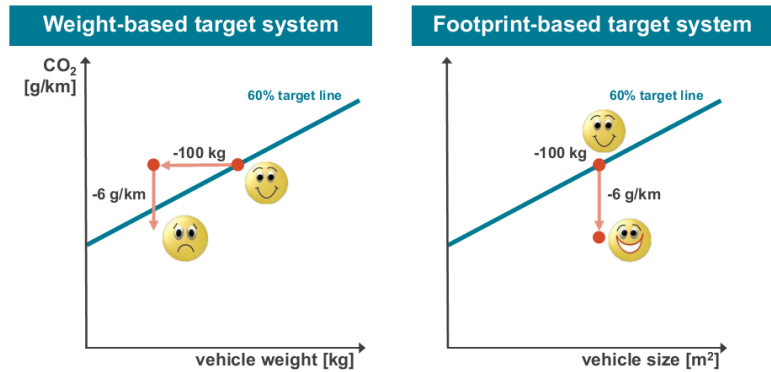 Weight-based target system
CO₂
[g/km]
60% target line
-100 kg
-6 g/km
vehicle weight [kg]
Footprint-based target system
60% target line
-100 kg
-6 g/km
vehicle size [m²]